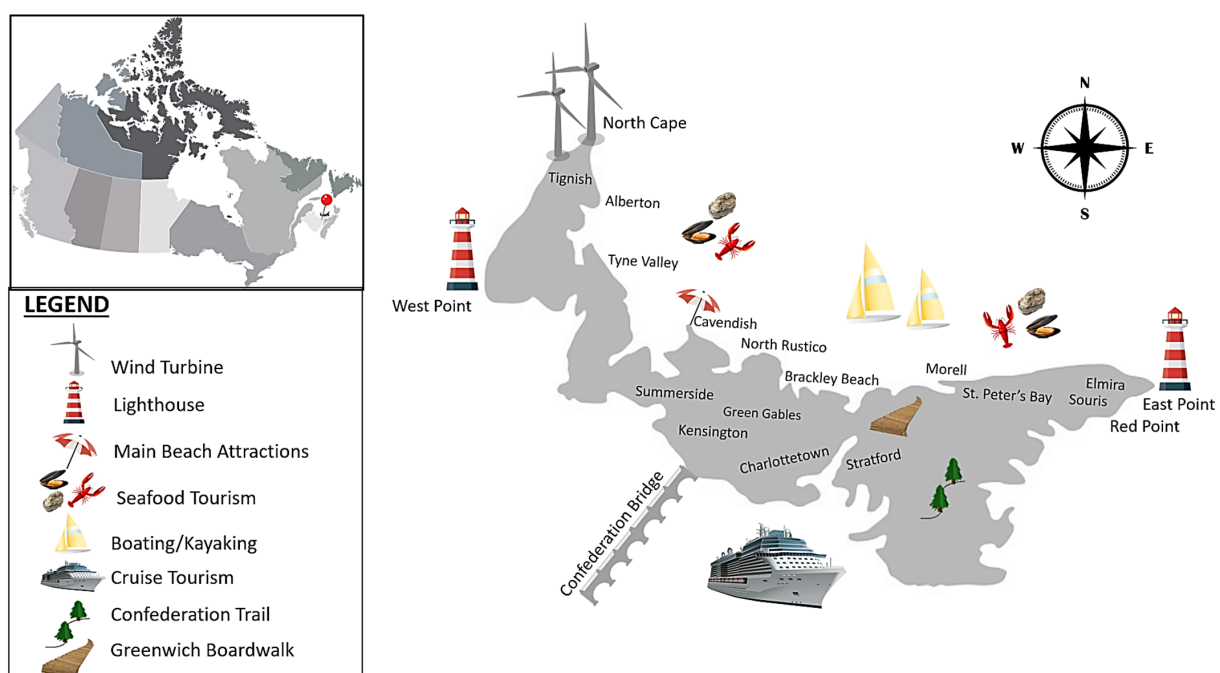 LEGEND
Wind Turbine
Lighthouse
Main Beach Attractions
Seafood Tourism
Boating/Kayaking
Cruise Tourism
Confederation Trail
Greenwich Boardwalk
N
W
E
S
North Cape
Tignish
Alberton
Tyne Valley
West Point
Cavendish
North Rustico
Brackley Beach
Morell
Summerside
Green Gables
Kensington
Charlottetown
Stratford
St. Peter's Bay
Elmira
Souris
East Point
Red Point
Confederation Bridge